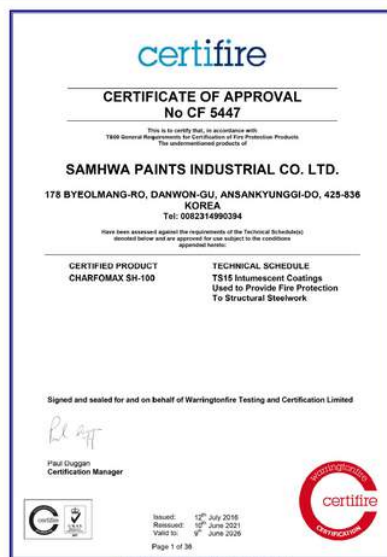 certifire
CERTIFICATE OF APPROVAL
No CF 5447
This is to certify that, in accordance with
TS00 General Requirements for Certification of Fire Protection Products
The undermentioned products of
SAMHWA PAINTS INDUSTRIAL CO. LTD.
178 BYEOLMANG-RO, DANWON-GU, ANSANKYUNGGI-DO, 425-836
KOREA
Tel: 0082314990394
Have been assessed against the requirements of the Technical Schedule(s)
denoted below and are approved for use subject to the conditions
appended hereto:
CERTIFIED PRODUCT
CHARFOMAX SH-100
TECHNICAL SCHEDULE
TS15 Intumescent Coatings
Used to Provide Fire Protection
To Structural Steelwork
Signed and sealed for and on behalf of Warringtonfire Testing and Certification Limited
Paul Duggan
Certification Manager
certifire
UKAS
Issued: 12th July 2016
Reissued: 10th June 2021
Valid to: 9th June 2026
Page 1 of 36
warringtonfire
certifire
CERTIFICATION